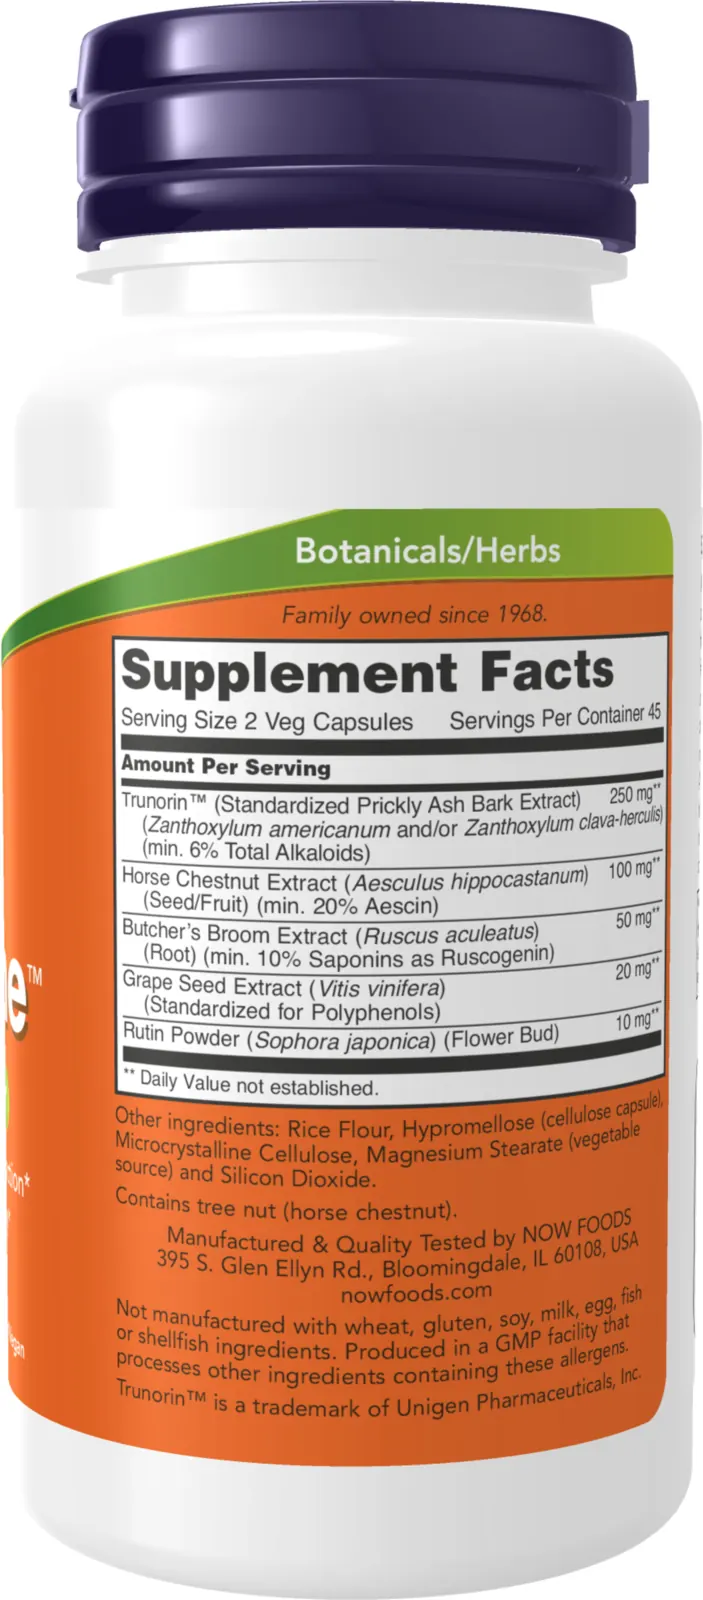 Botanicals/Herbs
Family owned since 1968.
Supplement Facts
Serving Size 2 Veg Capsules Servings Per Container 45
Amount Per Serving
Trunorin™ (Standardized Prickly Ash Bark Extract) 250 mg**
(Zanthoxylum americanum and/or Zanthoxylum clava-herculis)
(min. 6% Total Alkaloids)
Horse Chestnut Extract (Aesculus hippocastanum) 100 mg**
(Seed/Fruit) (min. 20% Aescin)
Butcher's Broom Extract (Ruscus aculeatus) 50 mg**
(Root) (min. 10% Saponins as Ruscogenin)
Grape Seed Extract (Vitis vinifera) 20 mg**
(Standardized for Polyphenols)
Rutin Powder (Sophora japonica) (Flower Bud) 10 mg**
** Daily Value not established.
Other ingredients: Rice Flour, Hypromellose (cellulose capsule),
Microcrystalline Cellulose, Magnesium Stearate (vegetable
source) and Silicon Dioxide.
Contains tree nut (horse chestnut).
Manufactured & Quality Tested by NOW FOODS
395 S. Glen Ellyn Rd., Bloomingdale, IL 60108, USA
nowfoods.com
Not manufactured with wheat, gluten, soy, milk, egg, fish
or shellfish ingredients. Produced in a GMP facility that
processes other ingredients containing these allergens.
Trunorin™ is a trademark of Unigen Pharmaceuticals, Inc.